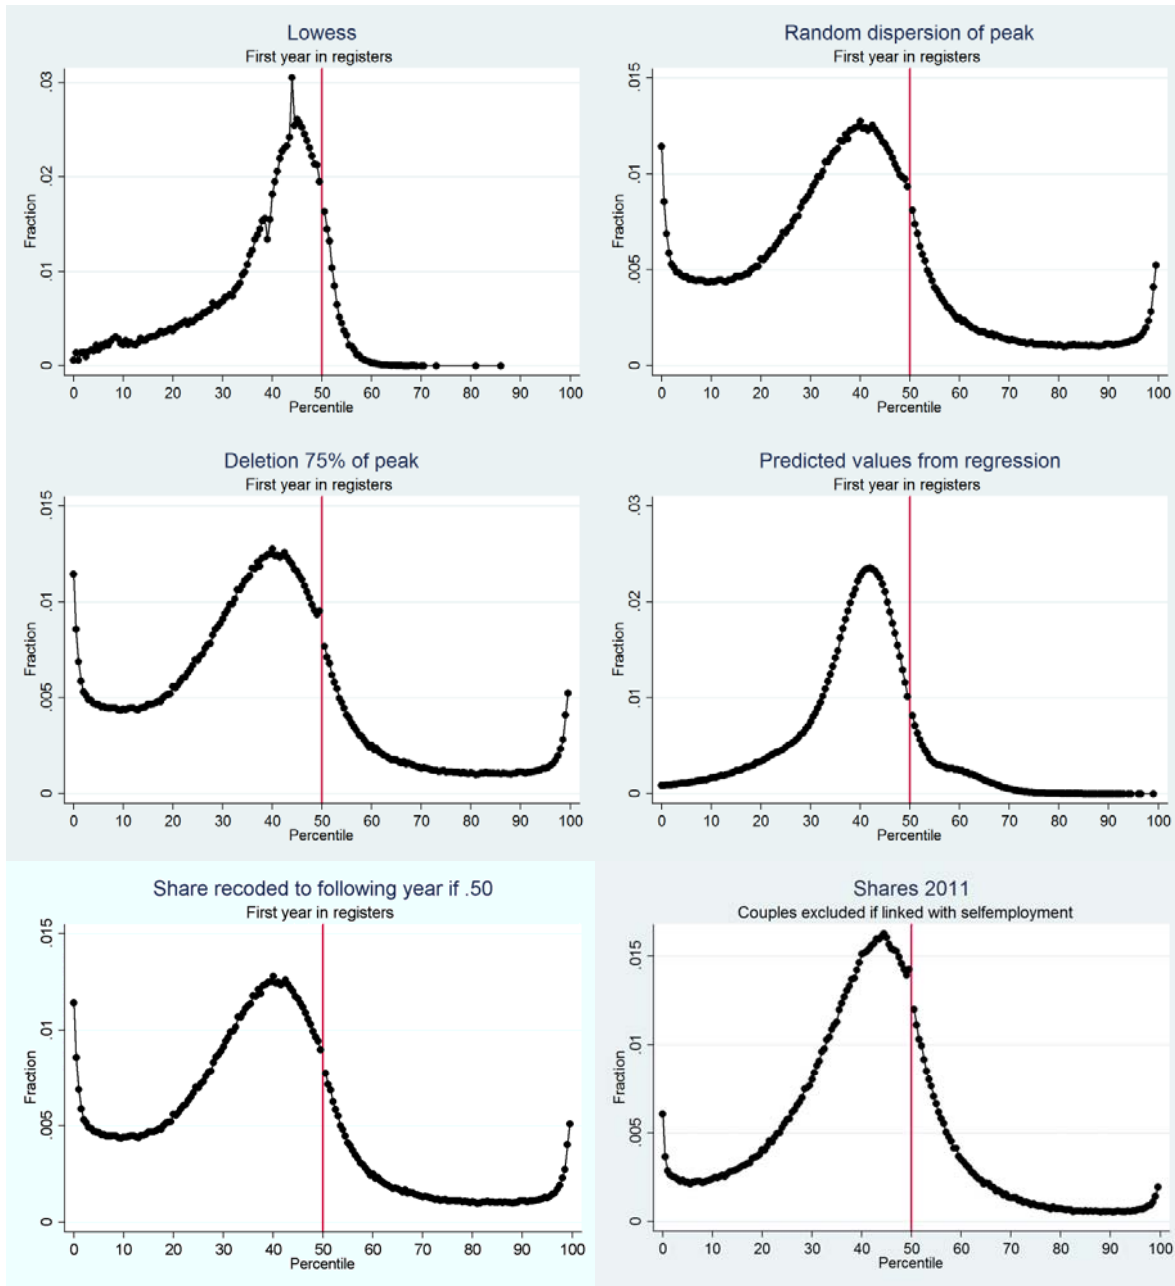 Lowess
First year in registers
.03
.02
.01
0
Fraction
0 10 20 30 40 50 60 70 80 90 100
Percentile
Random dispersion of peak
First year in registers
.015
.01
.005
0
Fraction
0 10 20 30 40 50 60 70 80 90 100
Percentile
Deletion 75% of peak
First year in registers
.015
.01
.005
0
Fraction
0 10 20 30 40 50 60 70 80 90 100
Percentile
Predicted values from regression
First year in registers
.03
.02
.01
0
Fraction
0 10 20 30 40 50 60 70 80 90 100
Percentile
Share recoded to following year if .50
First year in registers
.015
.01
.005
0
Fraction
0 10 20 30 40 50 60 70 80 90 100
Percentile
Shares 2011
Couples excluded if linked with selfemployment
.015
.01
.005
0
Fraction
0 10 20 30 40 50 60 70 80 90 100
Percentile